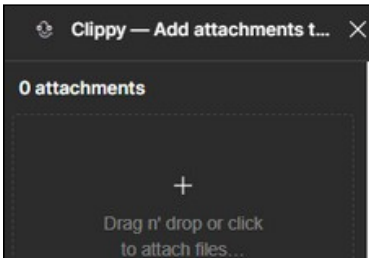 Clippy — Add attachments t...
0 attachments
Drag n' drop or click
to attach files...